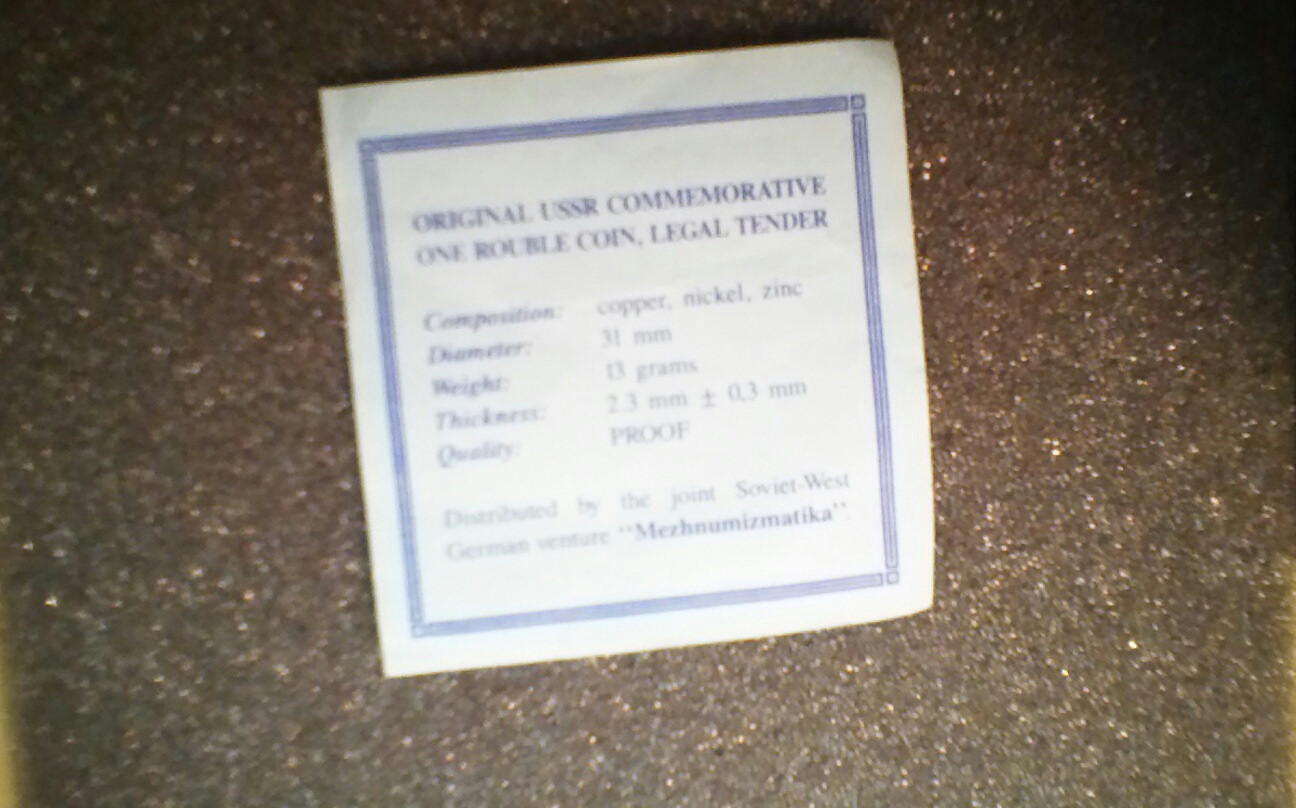 ORIGINAL USSR COMMEMORATIVE
ONE ROUBLE COIN, LEGAL TENDER
Composition: copper, nickel, zinc
Diameter: 31 mm
Weight: 13 grams
Thickness: 2.3 mm ± 0,3 mm
Quality: PROOF
Distributed by the joint Soviet-West
German venture ‘‘Mezhnumizmatika’’.